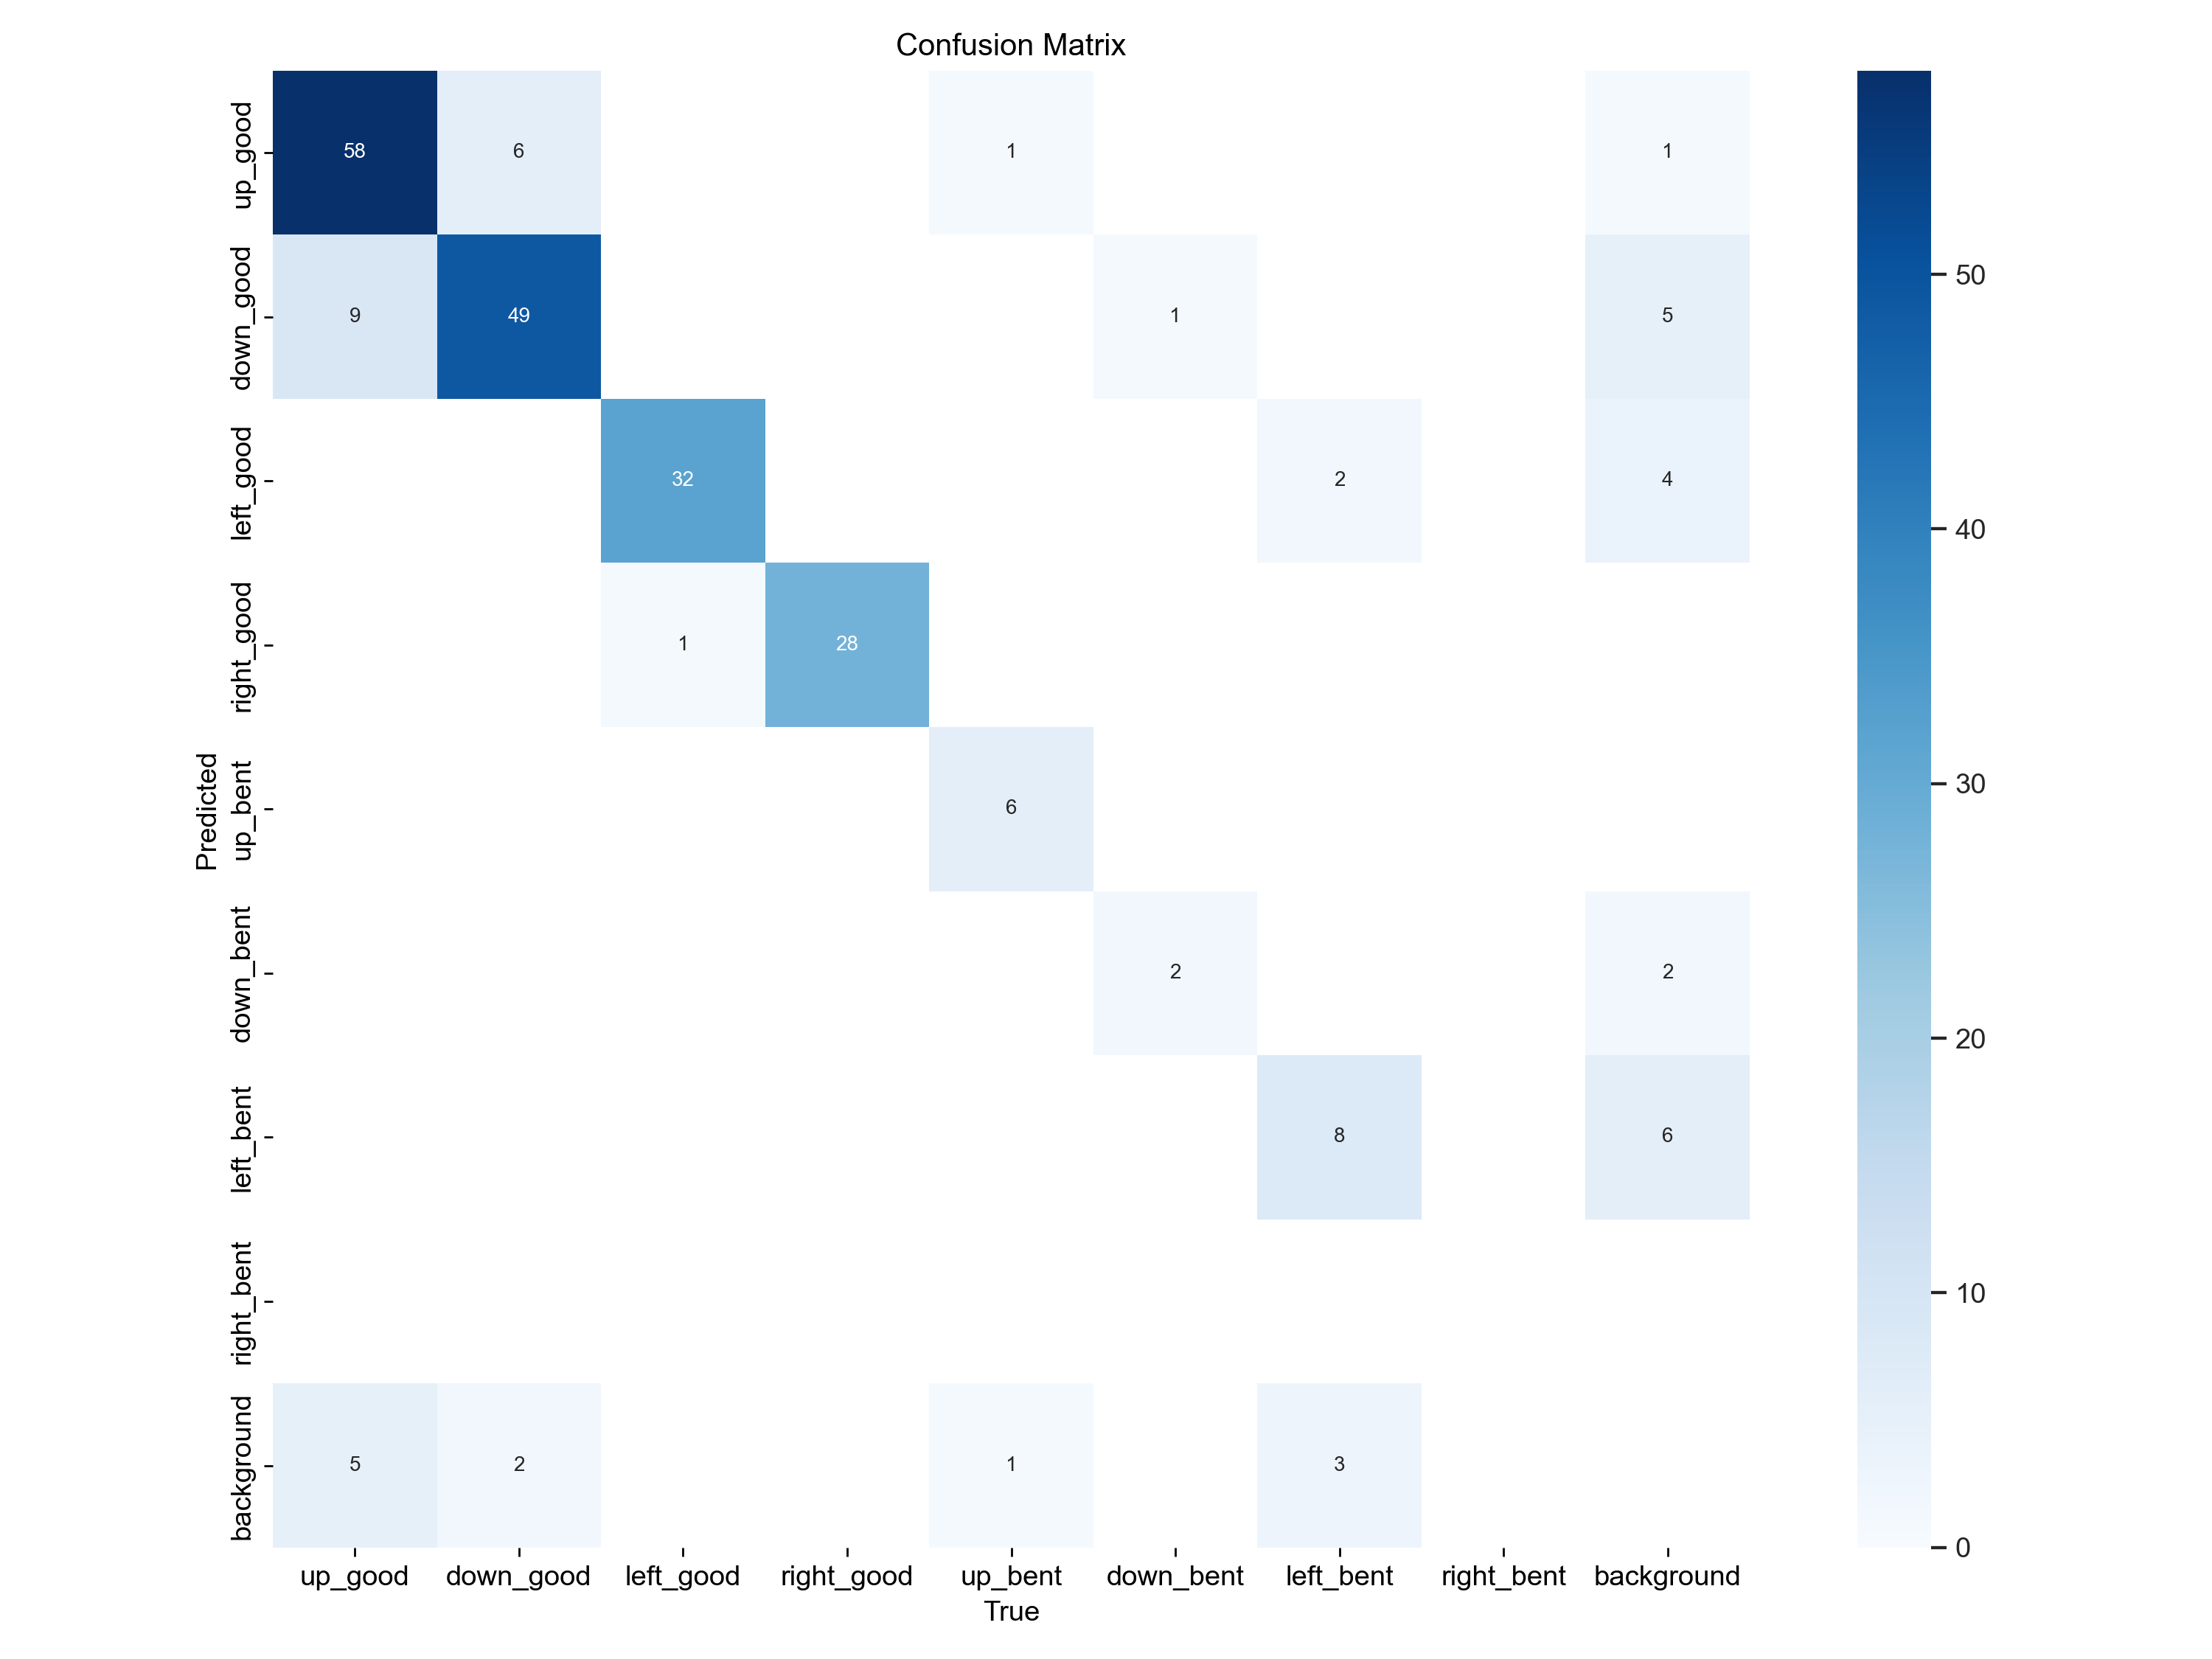 Confusion Matrix
up_good
58
6
1
1
down_good
9
49
1
5
left_good
32
2
4
right_good
1
28
up_bent
6
down_bent
2
2
left_bent
8
6
right_bent
background
5
2
1
3
Predicted
up_good
down_good
left_good
right_good
up_bent
down_bent
left_bent
right_bent
background
True
50
40
30
20
10
0